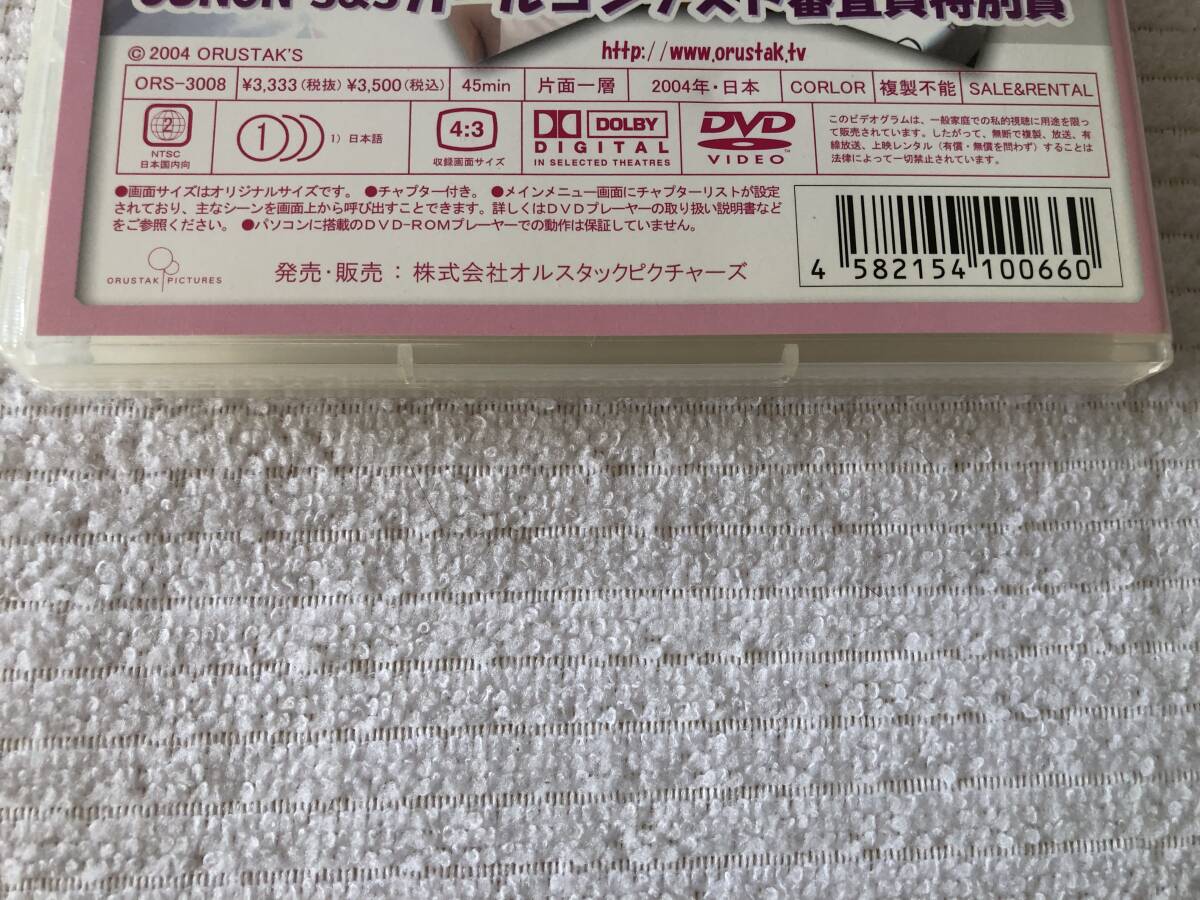 ガールコンテスト審査員特別賞
© 2004 ORUSTAK'S
http://www.orustak.tv
ORS-3008 ¥3,333(税抜) ¥3,500(税込) 45min 片面一層 2004年・日本 CORLOR 複製不能 SALE&RENTAL
2
NTSC
日本国内向
1 1) 日本語
4:3
収録画面サイズ
DOLBY
DIGITAL
IN SELECTED THEATRES
DVD
VIDEO
TM
このビデオグラムは、一般家庭での私的視聴に用途を限っ
て販売されています。したがって、無断で複製、放送、有
線放送、上映レンタル（有償・無償を問わず）することは
法律によって一切禁止されています。
●画面サイズはオリジナルサイズです。 ●チャプター付き。 ●メインメニュー画面にチャプターリストが設定
されており、主なシーンを画面上から呼び出すことできます。詳しくはDVDプレーヤーの取り扱い説明書など
をご参照ください。 ●パソコンに搭載のDVD-ROMプレーヤーでの動作は保証していません。
ORUSTAK PICTURES
発売・販売：株式会社オルスタックピクチャーズ
4 582154 100660